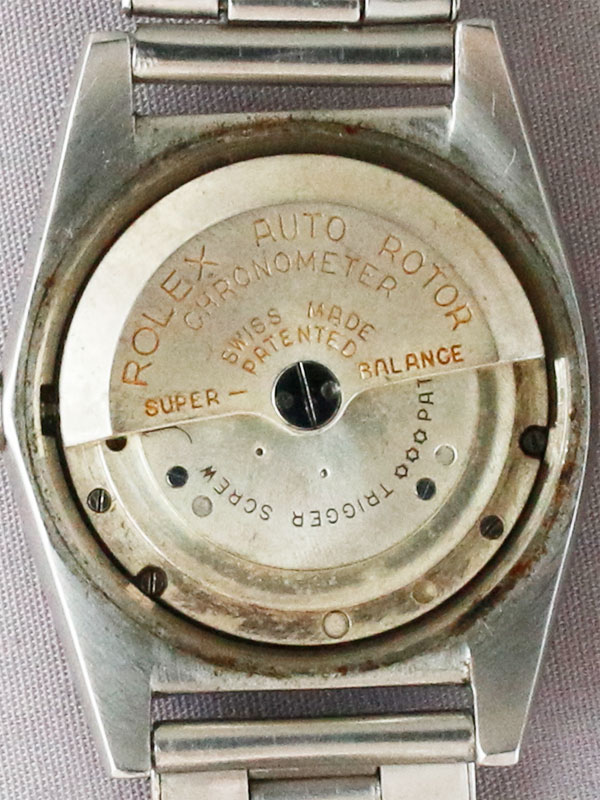 ROLEX AUTO ROTOR
CHRONOMETER
SWISS MADE
PATENTED
SUPER - BALANCE
TRIGGER SCREW
PAT